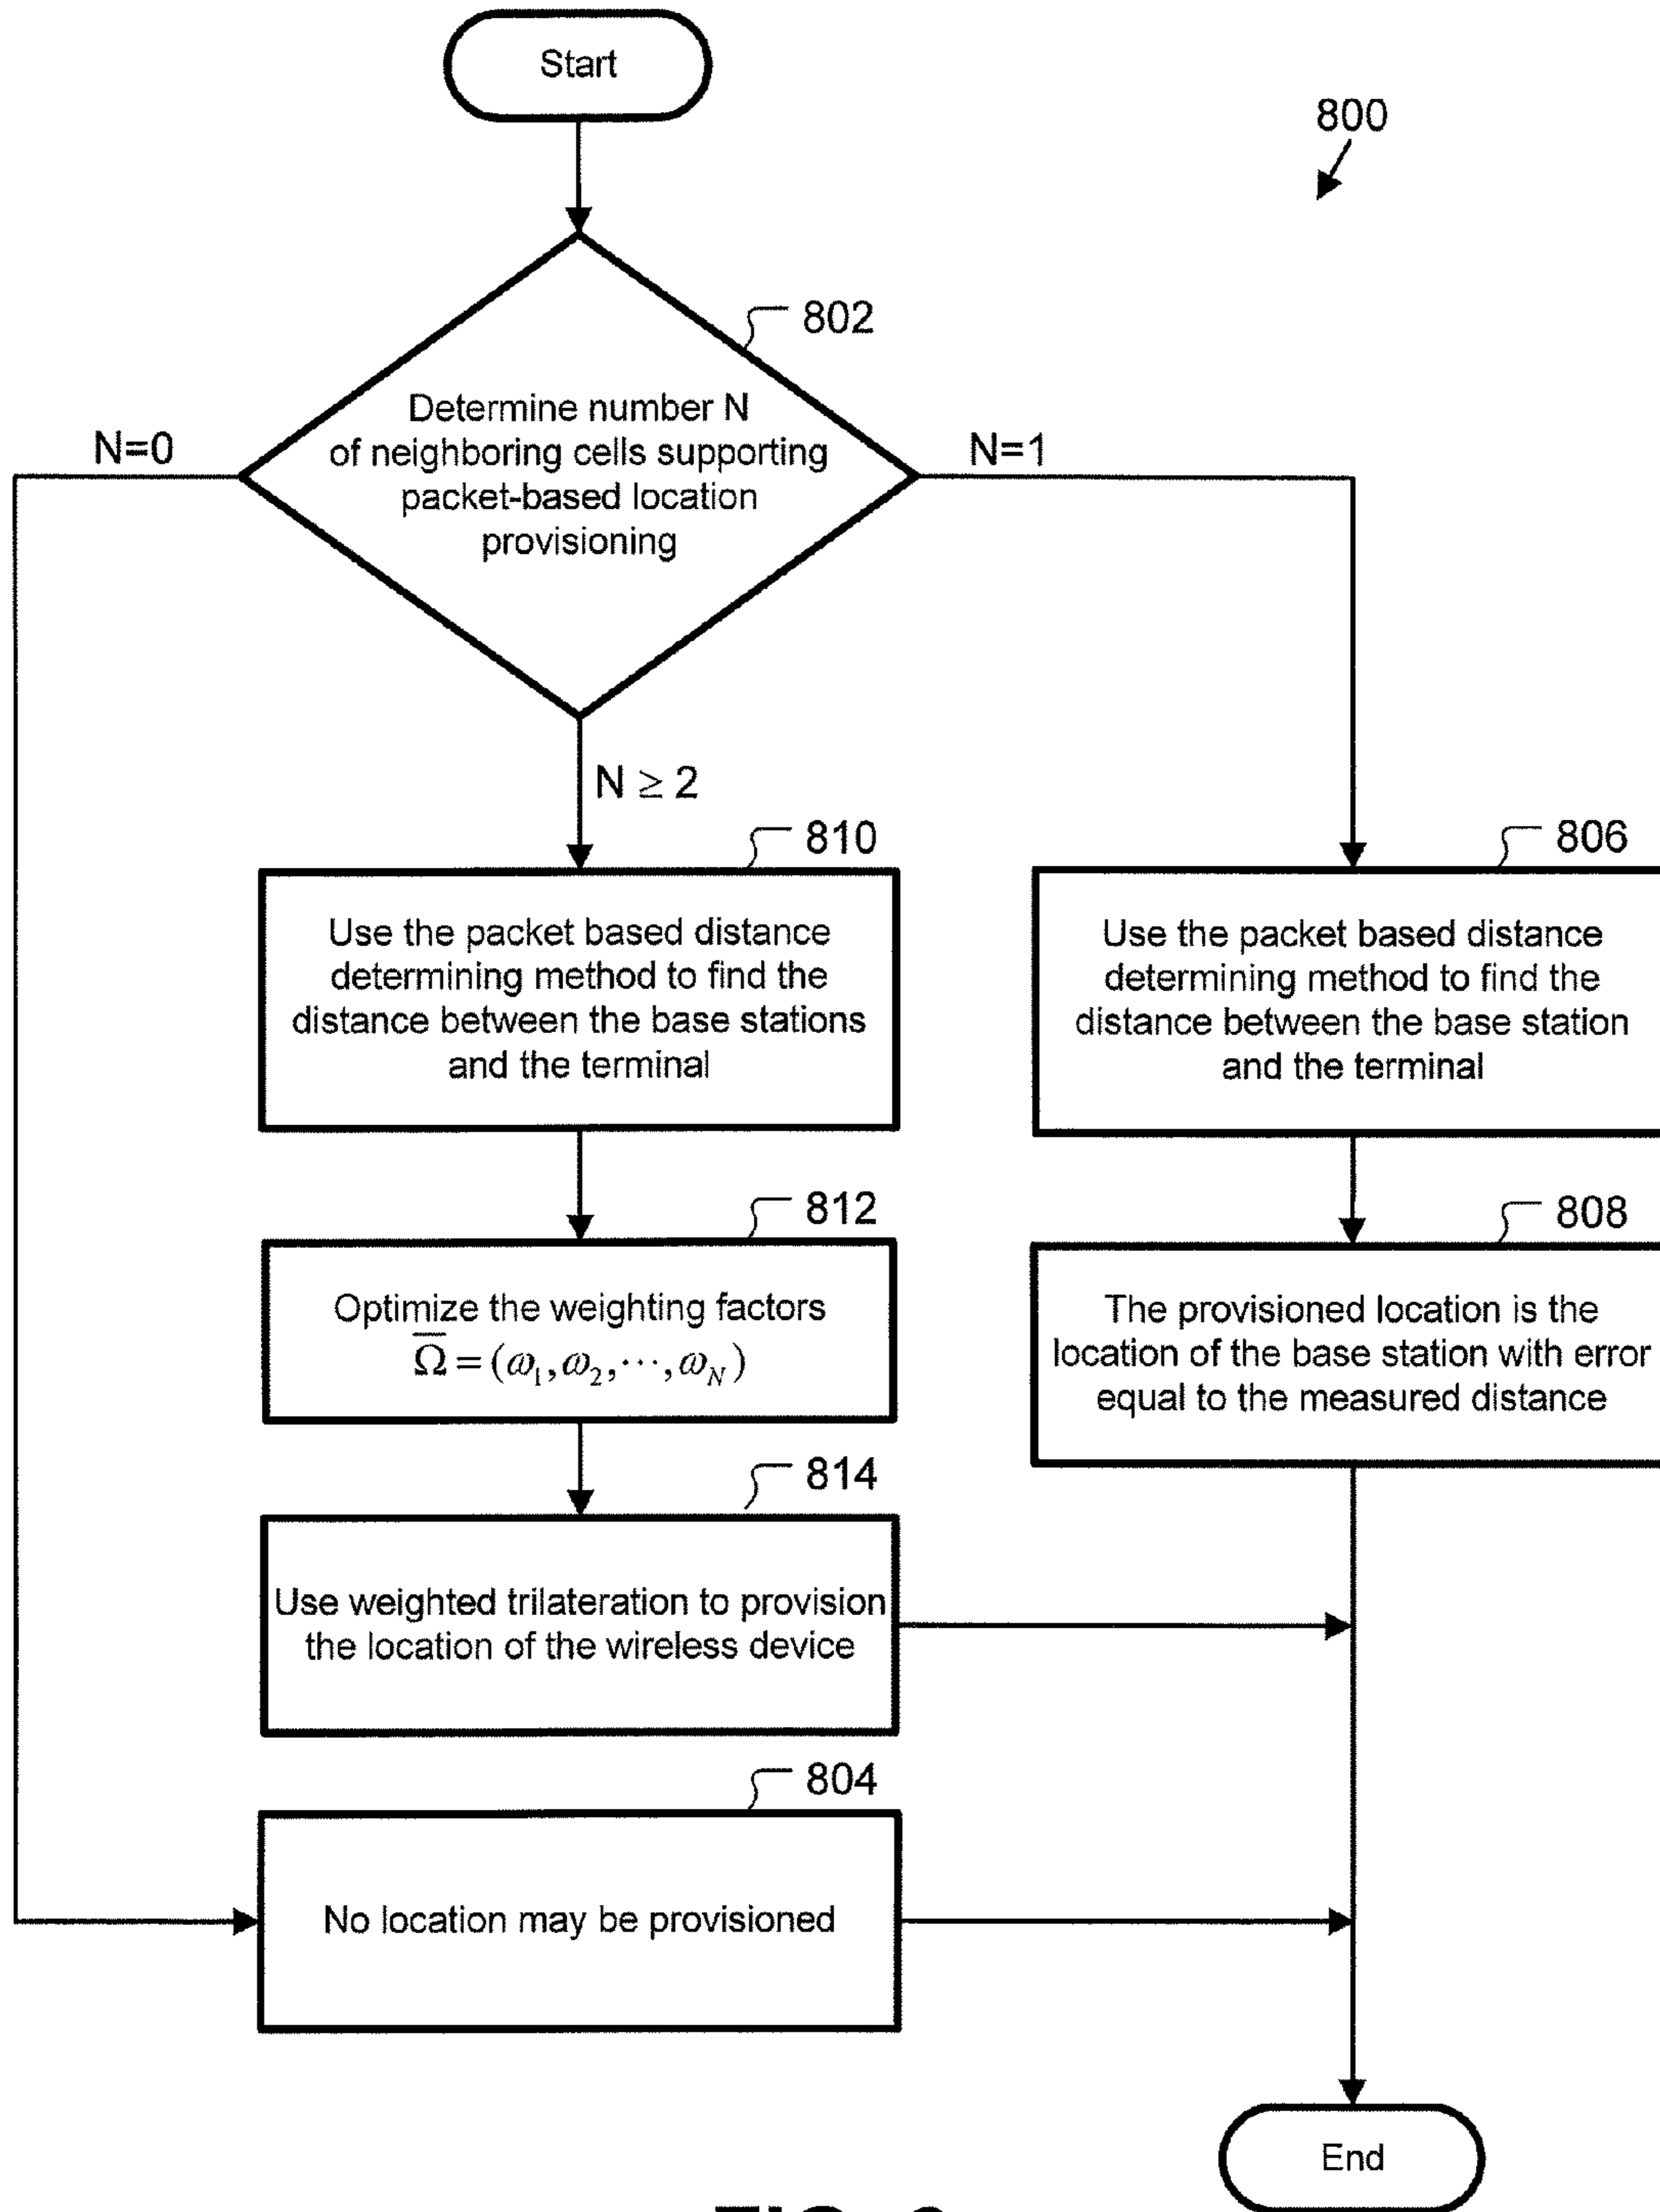 Start
800
802
Determine number N
of neighboring cells supporting
packet-based location
provisioning
N=0
N=1
N ≥ 2
810
Use the packet based distance
determining method to find the
distance between the base stations
and the terminal
806
Use the packet based distance
determining method to find the
distance between the base station
and the terminal
812
Optimize the weighting factors
Ω̅ = (ω₁, ω₂, ⋯, ω_N)
808
The provisioned location is the
location of the base station with error
equal to the measured distance
814
Use weighted trilateration to provision
the location of the wireless device
804
No location may be provisioned
End